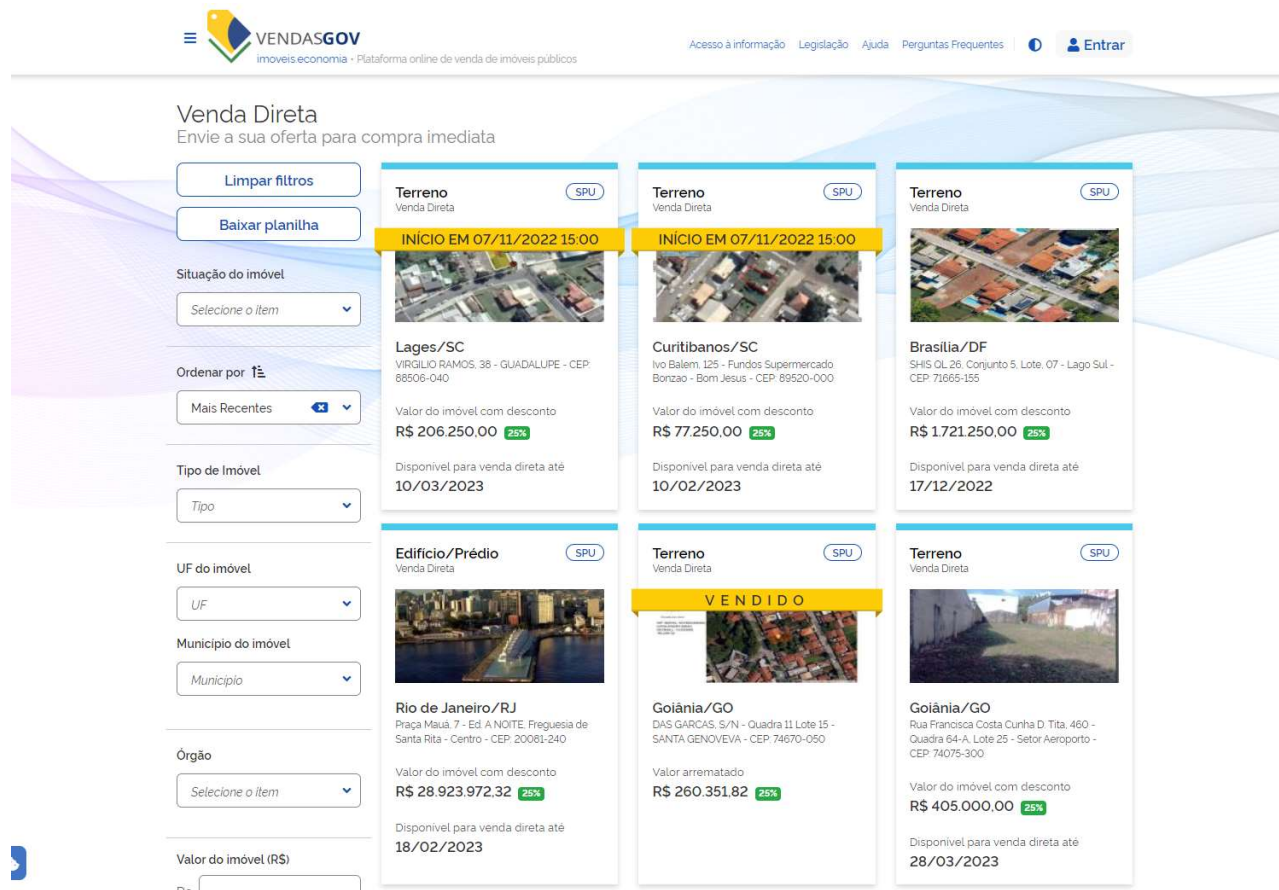 VENDASGOV
imoveis.economia - Plataforma online de venda de imóveis públicos
Acesso à informação Legislação Ajuda Perguntas Frequentes Entrar
Venda Direta
Envie a sua oferta para compra imediata
Limpar filtros
Baixar planilha
Situação do imóvel
Selecione o ítem
Ordenar por
Mais Recentes
Tipo de Imóvel
Tipo
UF do imóvel
UF
Município do imóvel
Município
Órgão
Selecione o ítem
Valor do imóvel (R$)
De
Terreno SPU
Venda Direta
INÍCIO EM 07/11/2022 15:00
Lages/SC
VIRGILIO RAMOS, 38 - GUADALUPE - CEP:
88506-040
Valor do imóvel com desconto
R$ 206.250,00 25%
Disponível para venda direta até
10/03/2023
Terreno SPU
Venda Direta
INÍCIO EM 07/11/2022 15:00
Curitibanos/SC
Ivo Balem, 125 - Fundos Supermercado
Bonzao - Bom Jesus - CEP: 89520-000
Valor do imóvel com desconto
R$ 77.250,00 25%
Disponível para venda direta até
10/02/2023
Terreno SPU
Venda Direta
Brasília/DF
SHIS QL 26, Conjunto 5, Lote, 07 - Lago Sul -
CEP: 71665-155
Valor do imóvel com desconto
R$ 1.721.250,00 25%
Disponível para venda direta até
17/12/2022
Edifício/Prédio SPU
Venda Direta
Rio de Janeiro/RJ
Praça Mauá, 7 - Ed. A NOITE, Freguesia de
Santa Rita - Centro - CEP: 20081-240
Valor do imóvel com desconto
R$ 28.923.972,32 25%
Disponível para venda direta até
18/02/2023
Terreno SPU
Venda Direta
VENDIDO
Goiânia/GO
DAS GARCAS, S/N - Quadra 11 Lote 15 -
SANTA GENOVEVA - CEP: 74670-050
Valor arrematado
R$ 260.351,82 25%
Terreno SPU
Venda Direta
Goiânia/GO
Rua Francisca Costa Cunha D. Tita, 460 -
Quadra 64-A, Lote 25 - Setor Aeroporto -
CEP: 74075-300
Valor do imóvel com desconto
R$ 405.000,00 25%
Disponível para venda direta até
28/03/2023